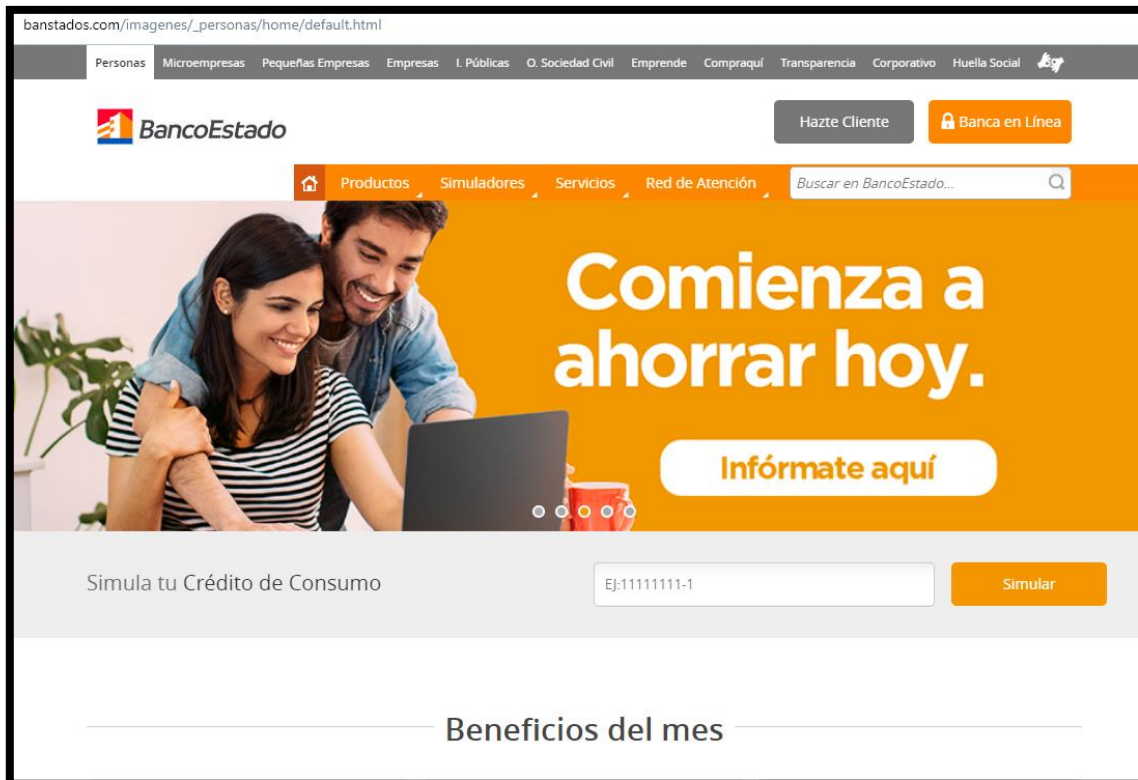 banstados.com/imagenes/_personas/home/default.html
Personas Microempresas Pequeñas Empresas Empresas I. Públicas O. Sociedad Civil Emprende Compraquí Transparencia Corporativo Huella Social
BancoEstado
Hazte Cliente
Banca en Línea
Productos Simuladores Servicios Red de Atención
Buscar en BancoEstado...
Comienza a
ahorrar hoy.
Infórmate aquí
Simula tu Crédito de Consumo
EJ:11111111-1
Simular
Beneficios del mes